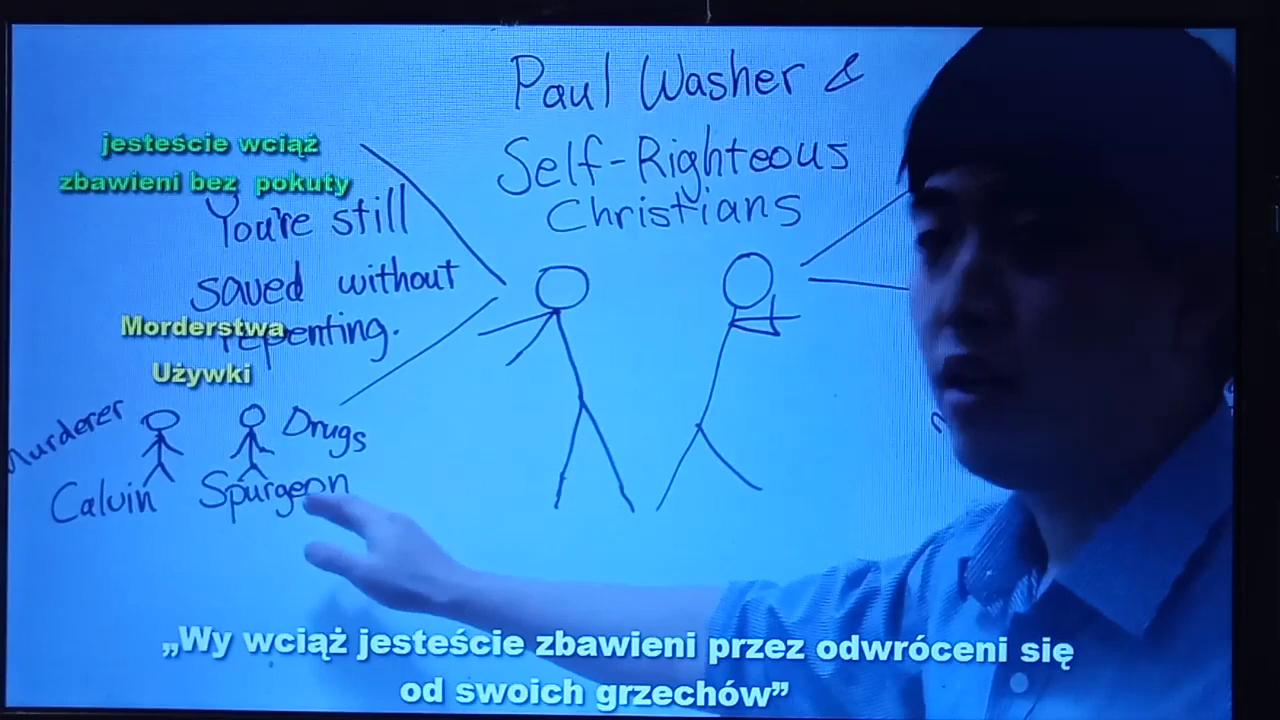 Paul Washer &
Self-Righteous
Christians
jesteście wciąż
zbawieni bez pokuty
You're still
saved without
repenting.
Morderstwa
Używki
Murderer
Drugs
Calvin
Spurgeon
„Wy wciąż jesteście zbawieni przez odwróceni się
od swoich grzechów”